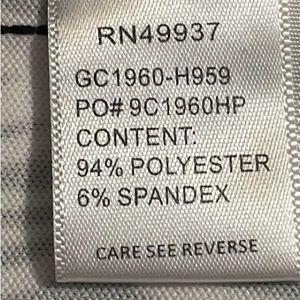 RN49937
GC1960-H959
PO# 9C1960HP
CONTENT:
94% POLYESTER
6% SPANDEX
CARE SEE REVERSE